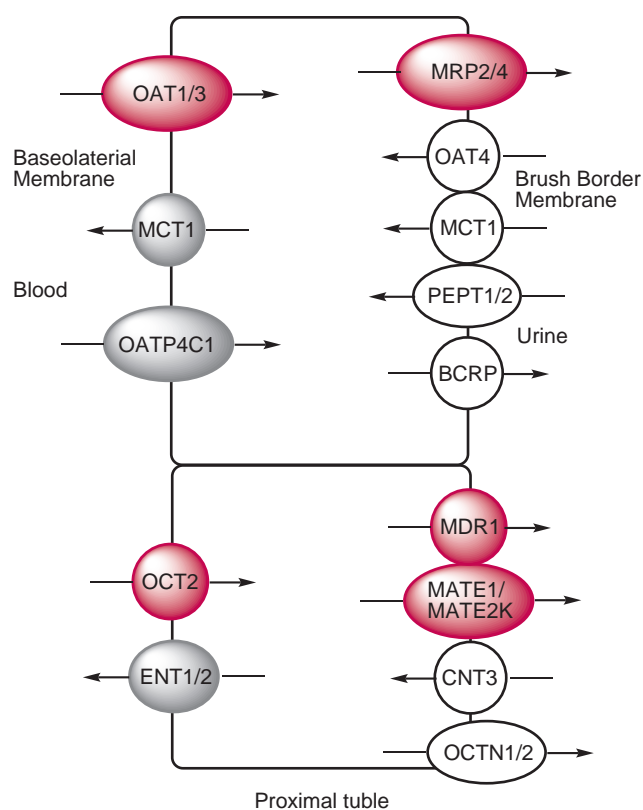 OAT1/3
MRP2/4
Baseolaterial
Membrane
OAT4
Brush Border
Membrane
MCT1
MCT1
Blood
PEPT1/2
OATP4C1
Urine
BCRP
MDR1
OCT2
MATE1/
MATE2K
ENT1/2
CNT3
OCTN1/2
Proximal tuble